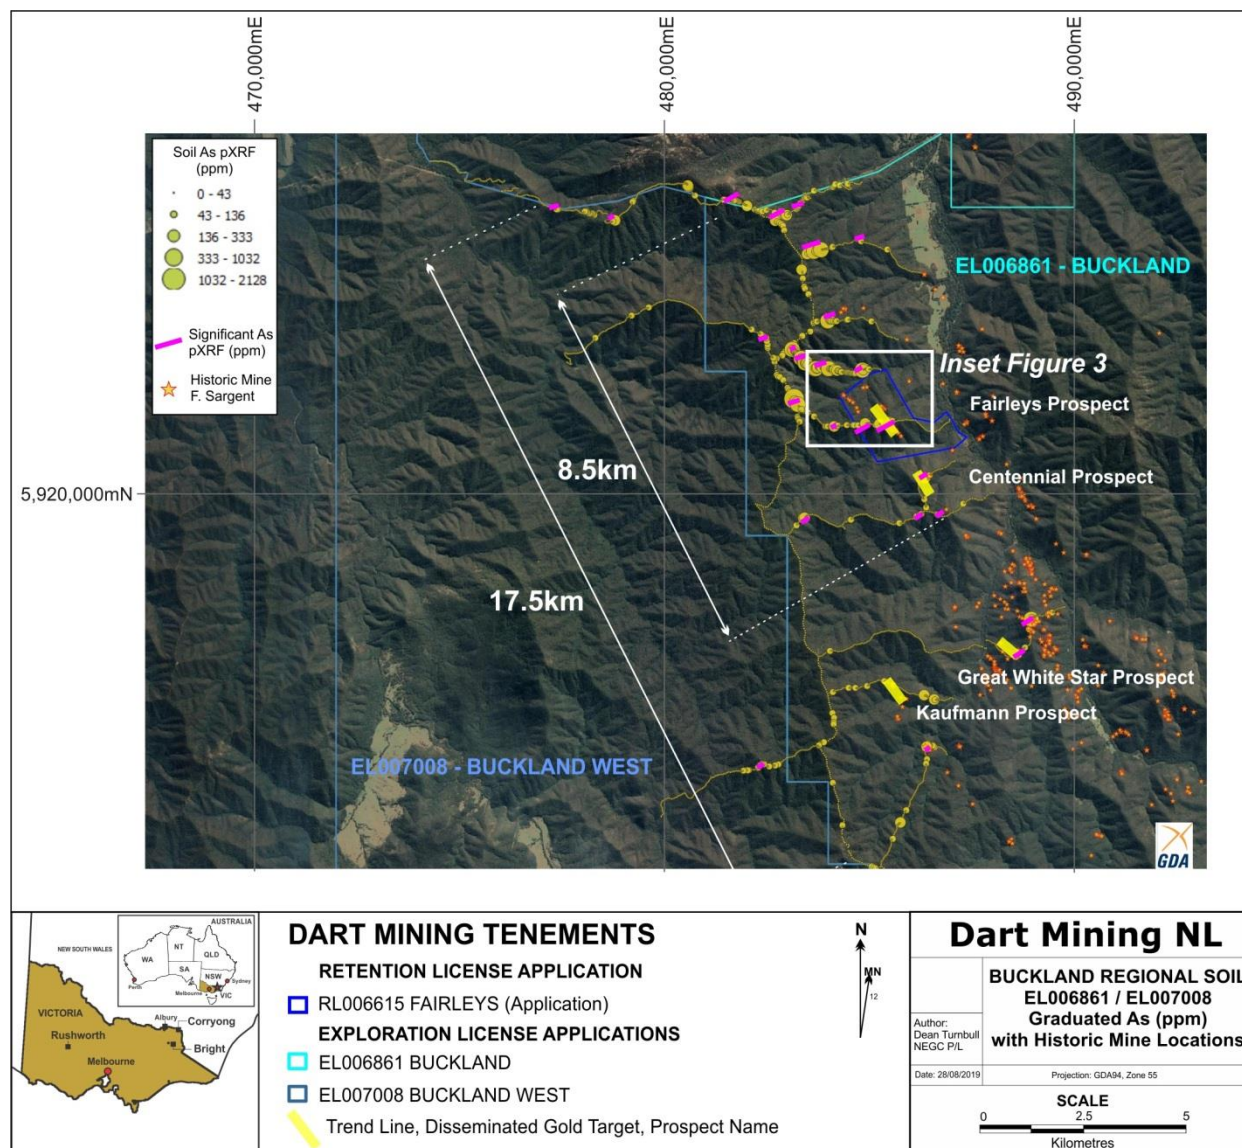 470,000mE
480,000mE
490,000mE
Soil As pXRF
(ppm)
0 - 43
43 - 136
136 - 333
333 - 1032
1032 - 2128
Significant As
pXRF (ppm)
Historic Mine
F. Sargent
EL006861 - BUCKLAND
Inset Figure 3
Fairleys Prospect
8.5km
Centennial Prospect
5,920,000mN
17.5km
Great White Star Prospect
Kaufmann Prospect
EL007008 - BUCKLAND WEST
GDA
AUSTRALIA
NEW SOUTH WALES
NT
QLD
WA
SA
NSW
Perth
Sydney
Melbourne
VIC
VICTORIA
Albury
Corryong
Rushworth
Bright
Melbourne
DART MINING TENEMENTS
RETENTION LICENSE APPLICATION
RL006615 FAIRLEYS (Application)
EXPLORATION LICENSE APPLICATIONS
EL006861 BUCKLAND
EL007008 BUCKLAND WEST
Trend Line, Disseminated Gold Target, Prospect Name
N
MN
12
Dart Mining NL
BUCKLAND REGIONAL SOIL
EL006861 / EL007008
Graduated As (ppm)
with Historic Mine Locations
Author:
Dean Turnbull
NEGC P/L
Date: 28/08/2019
Projection: GDA94, Zone 55
SCALE
0 2.5 5
Kilometres